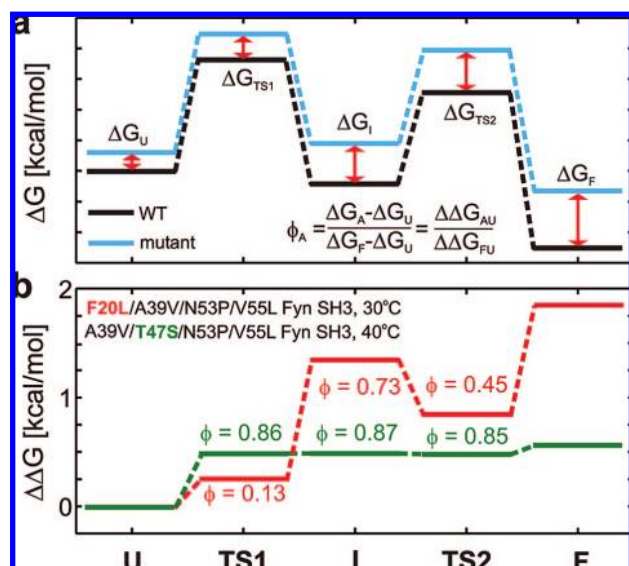 a
ΔG [kcal/mol]
ΔG_U
ΔG_TS1
ΔG_I
ΔG_TS2
ΔG_F
WT
mutant
ϕ_A = ΔG_A-ΔG_U / ΔG_F-ΔG_U = ΔΔG_AU / ΔΔG_FU
b
ΔΔG [kcal/mol]
2
1
0
F20L/A39V/N53P/V55L Fyn SH3, 30°C
A39V/T47S/N53P/V55L Fyn SH3, 40°C
ϕ = 0.86
ϕ = 0.73
ϕ = 0.87
ϕ = 0.45
ϕ = 0.85
ϕ = 0.13
U TS1 I TS2 F